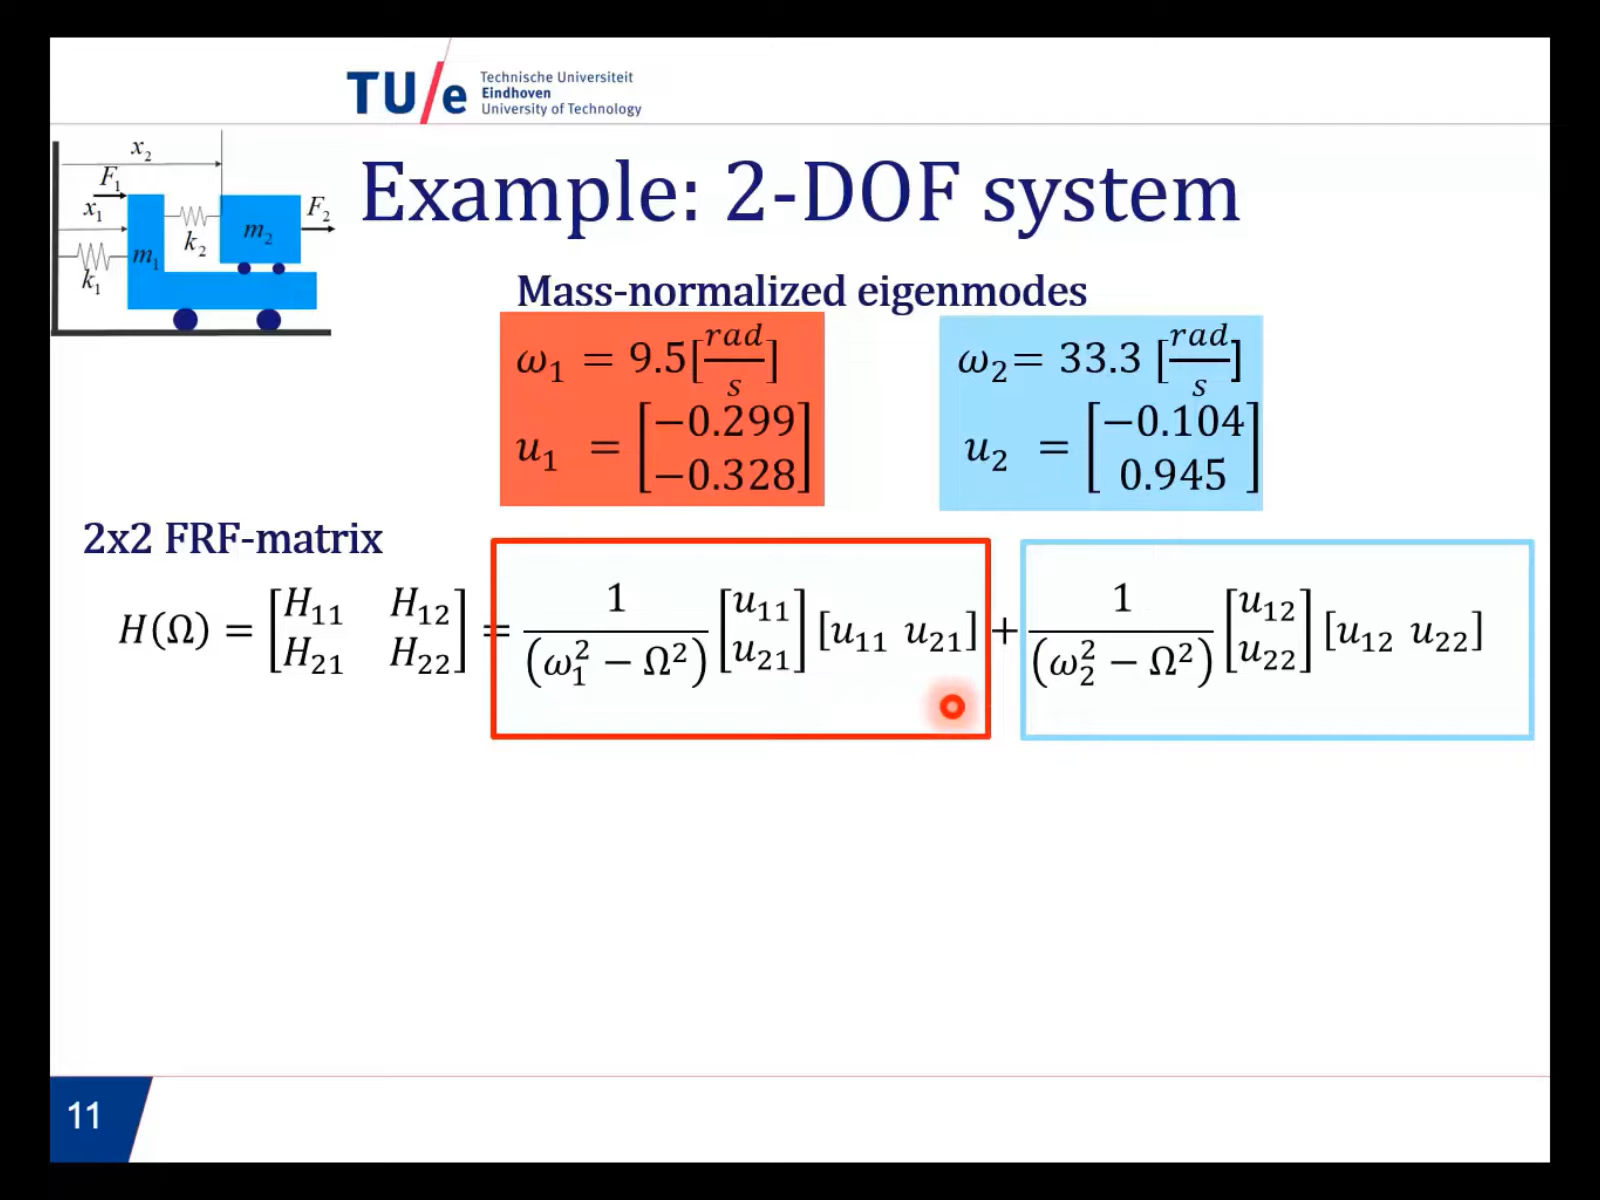 TU/e Technische Universiteit
Eindhoven
University of Technology
x₂
F₁
x₁
F₂
k₂
m₂
m₁
k₁
Example: 2-DOF system
Mass-normalized eigenmodes
ω₁ = 9.5[rad/s]
u₁ = [−0.299 −0.328]
ω₂= 33.3 [rad/s]
u₂ = [−0.104 0.945]
2x2 FRF-matrix
H(Ω) = [H₁₁ H₁₂ H₂₁ H₂₂] = 1/(ω₁² − Ω²) [u₁₁ u₂₁] [u₁₁ u₂₁] + 1/(ω₂² − Ω²) [u₁₂ u₂₂] [u₁₂ u₂₂]
11